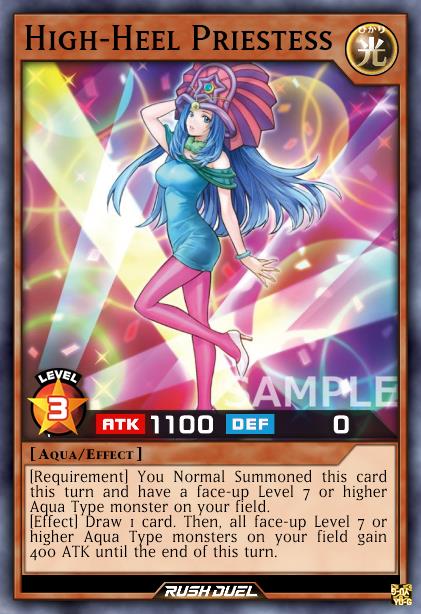 High-Heel Priestess
ひかり
光
SAMPLE
LEVEL
3
ATK 1100 DEF 0
[ Aqua/Effect ]
[Requirement] You Normal Summoned this card
this turn and have a face-up Level 7 or higher
Aqua Type monster on your field.
[Effect] Draw 1 card. Then, all face-up Level 7 or
higher Aqua Type monsters on your field gain
400 ATK until the end of this turn.
RUSH DUEL